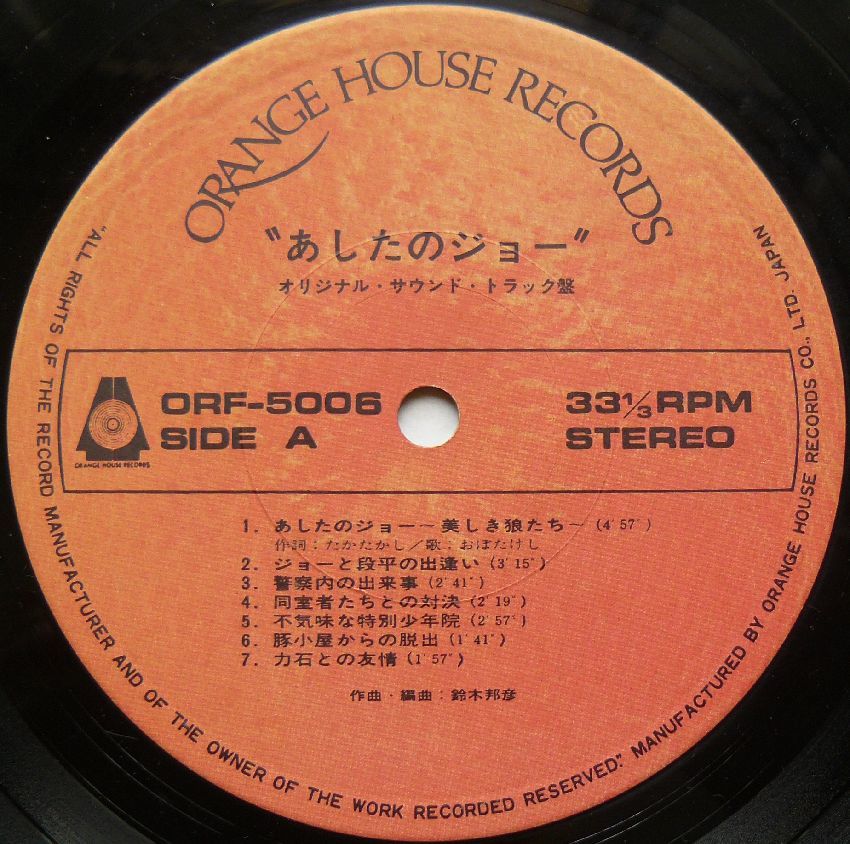 ORANGE HOUSE RECORDS
"あしたのジョー"
オリジナル・サウンド・トラック盤
ORANGE HOUSE RECORDS
ORF-5006
SIDE A
33⅓ RPM
STEREO
1. あしたのジョー～美しき狼たち～(4′57″)
作詞：たかたかし／歌：おぼたけし
2. ジョーと段平の出逢い(3′15″)
3. 警察内の出来事(2′41″)
4. 同室者たちとの対決(2′19″)
5. 不気味な特別少年院(2′57″)
6. 豚小屋からの脱出(1′41″)
7. 力石との友情(1′57″)
作曲・編曲：鈴木邦彦
"ALL RIGHTS OF THE RECORD MANUFACTURER AND OF THE OWNER OF THE WORK RECORDED RESERVED." MANUFACTURED BY ORANGE HOUSE RECORDS CO., LTD. JAPAN